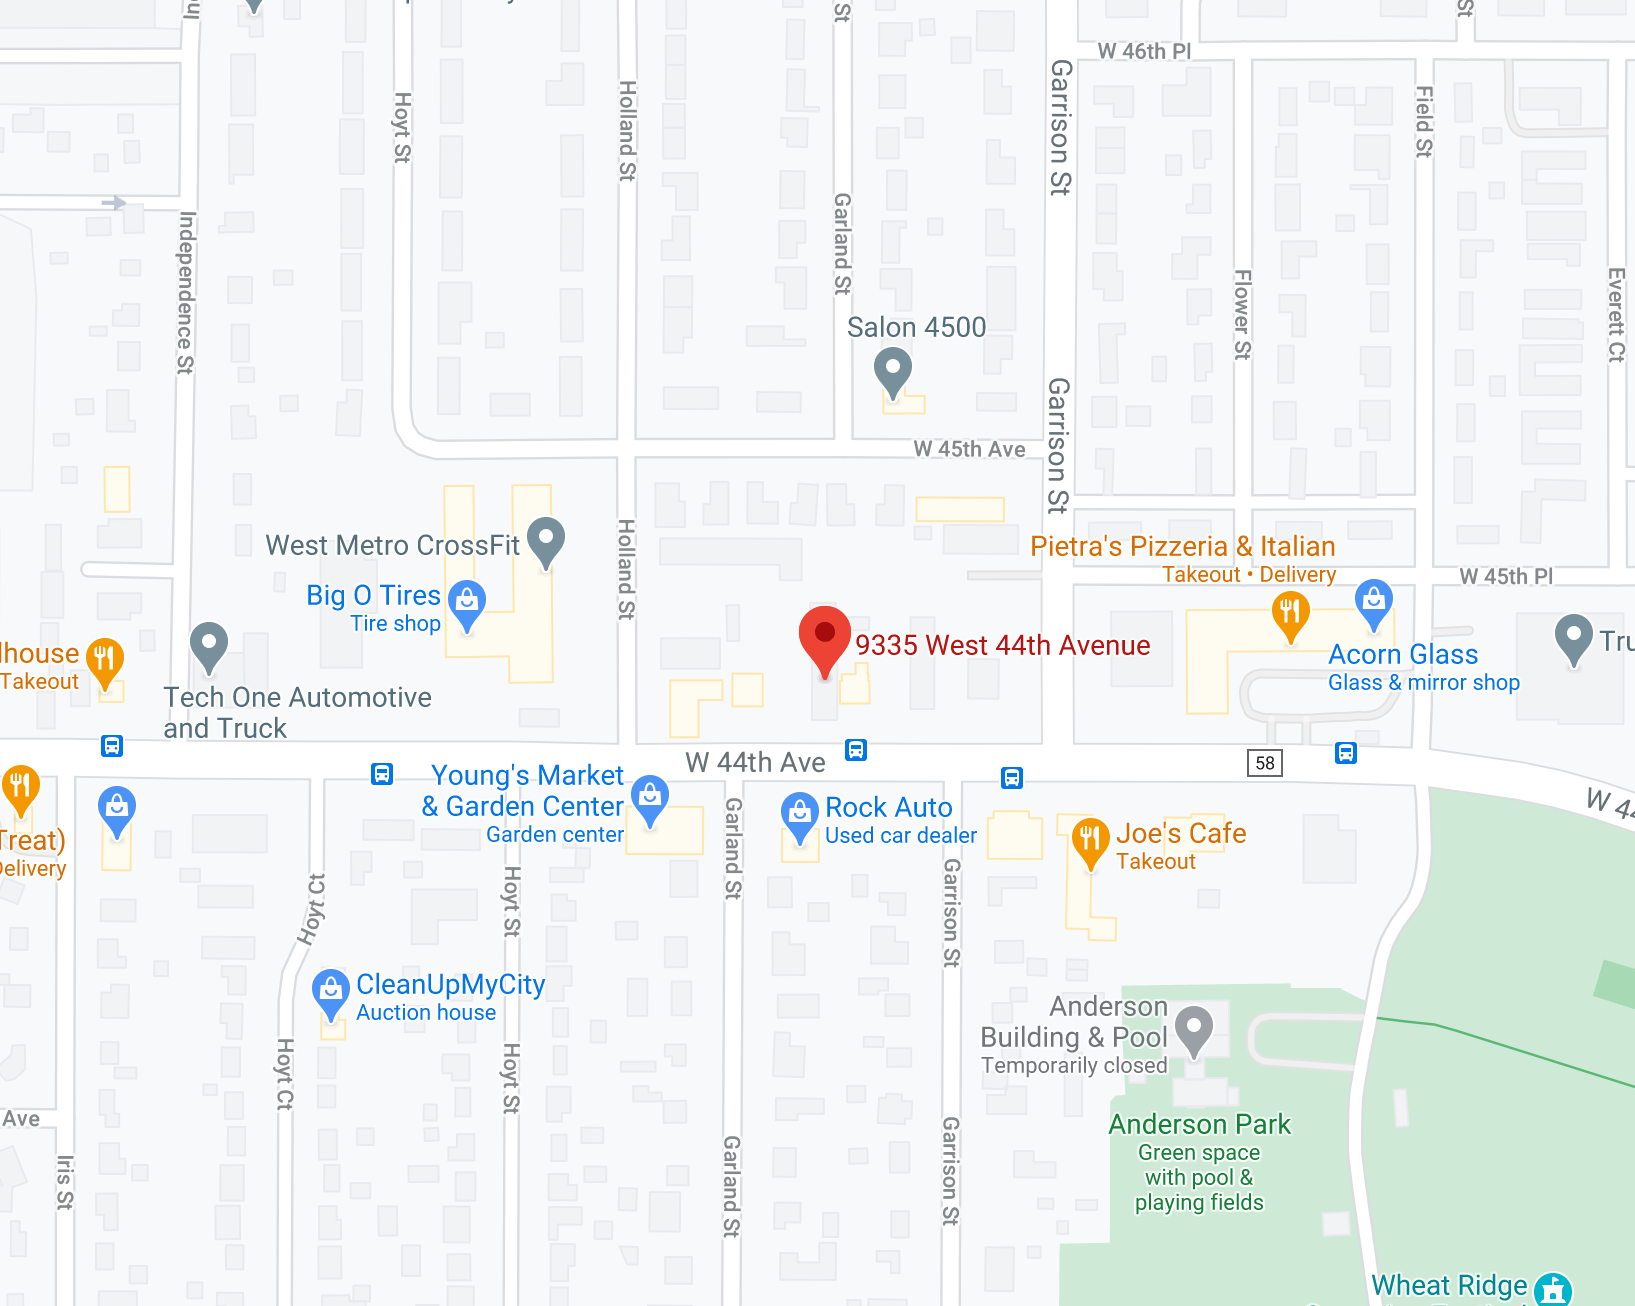 St
St
W 46th Pl
Garrison St
Hoyt St
Holland St
Field St
Independence St
Garland St
Flower St
Everett Ct
Salon 4500
Garrison St
W 45th Ave
Holland St
West Metro CrossFit
Big O Tires
Tire shop
Pietra's Pizzeria & Italian
Takeout • Delivery
W 45th Pl
9335 West 44th Avenue
Acorn Glass
Glass & mirror shop
Tru
lhouse
Takeout
Tech One Automotive
and Truck
W 44th Ave
58
W 44
Young's Market
& Garden Center
Garden center
Rock Auto
Used car dealer
Joe's Cafe
Takeout
Treat)
Delivery
Garland St
Hoyt Ct
Hoyt St
Garrison St
CleanUpMyCity
Auction house
Anderson
Building & Pool
Temporarily closed
Hoyt Ct
Hoyt St
Ave
Iris St
Garland St
Garrison St
Anderson Park
Green space
with pool &
playing fields
Wheat Ridge